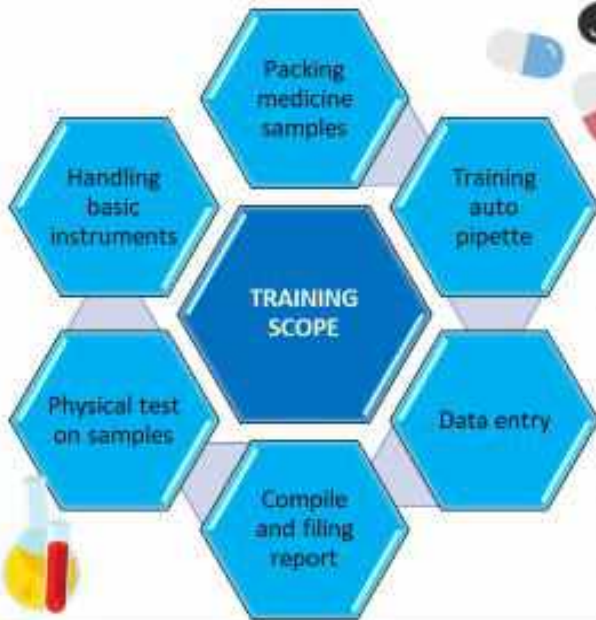 Packing
medicine
samples
Training
auto
pipette
Data entry
Compile
and filing
report
Physical test
on samples
Handling
basic
instruments
TRAINING
SCOPE